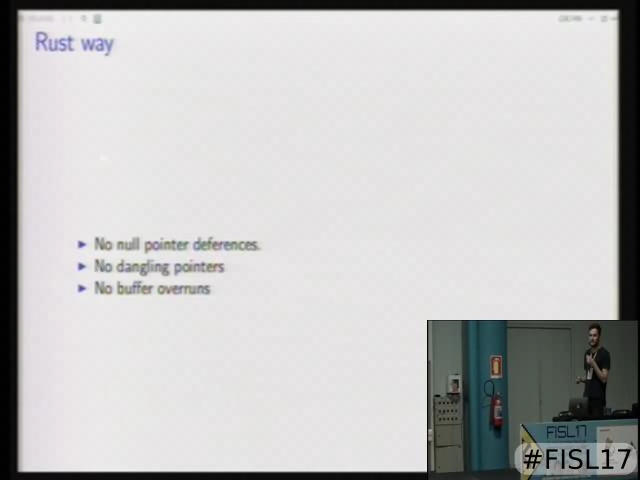 Rust way
No null pointer deferences.
No dangling pointers
No buffer overruns
FISL17
#FISL17